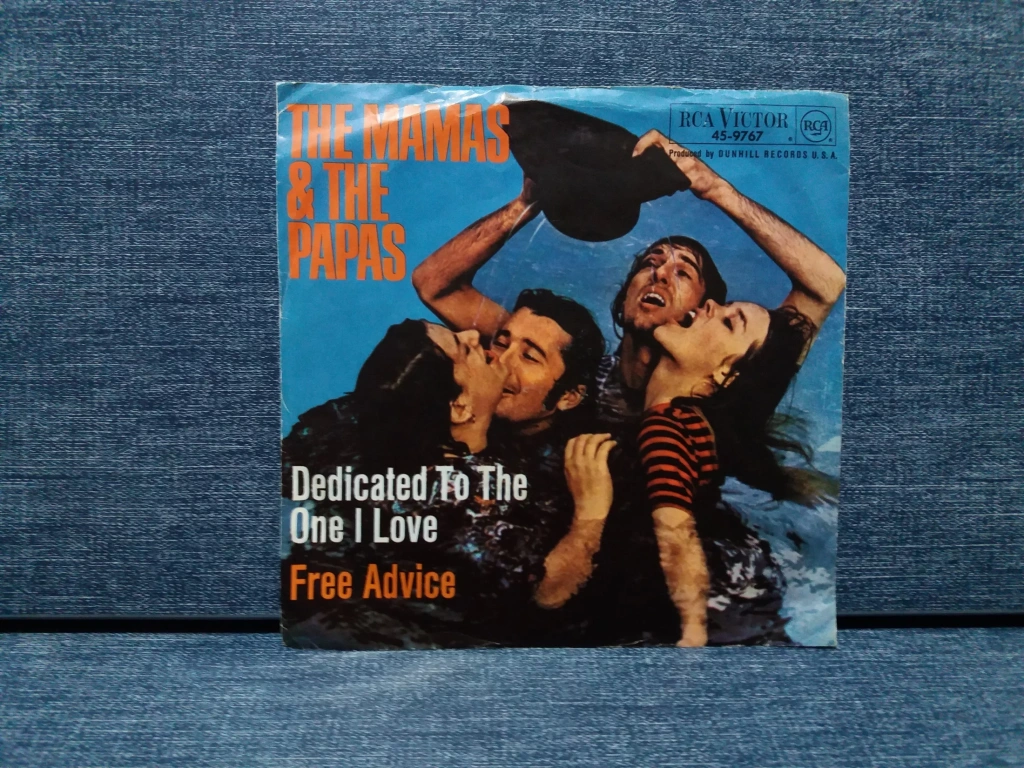 THE MAMAS
& THE
PAPAS
RCA VICTOR
45-9767
RCA
Produced by DUNHILL RECORDS U.S.A.
Dedicated To The
One I Love
Free Advice